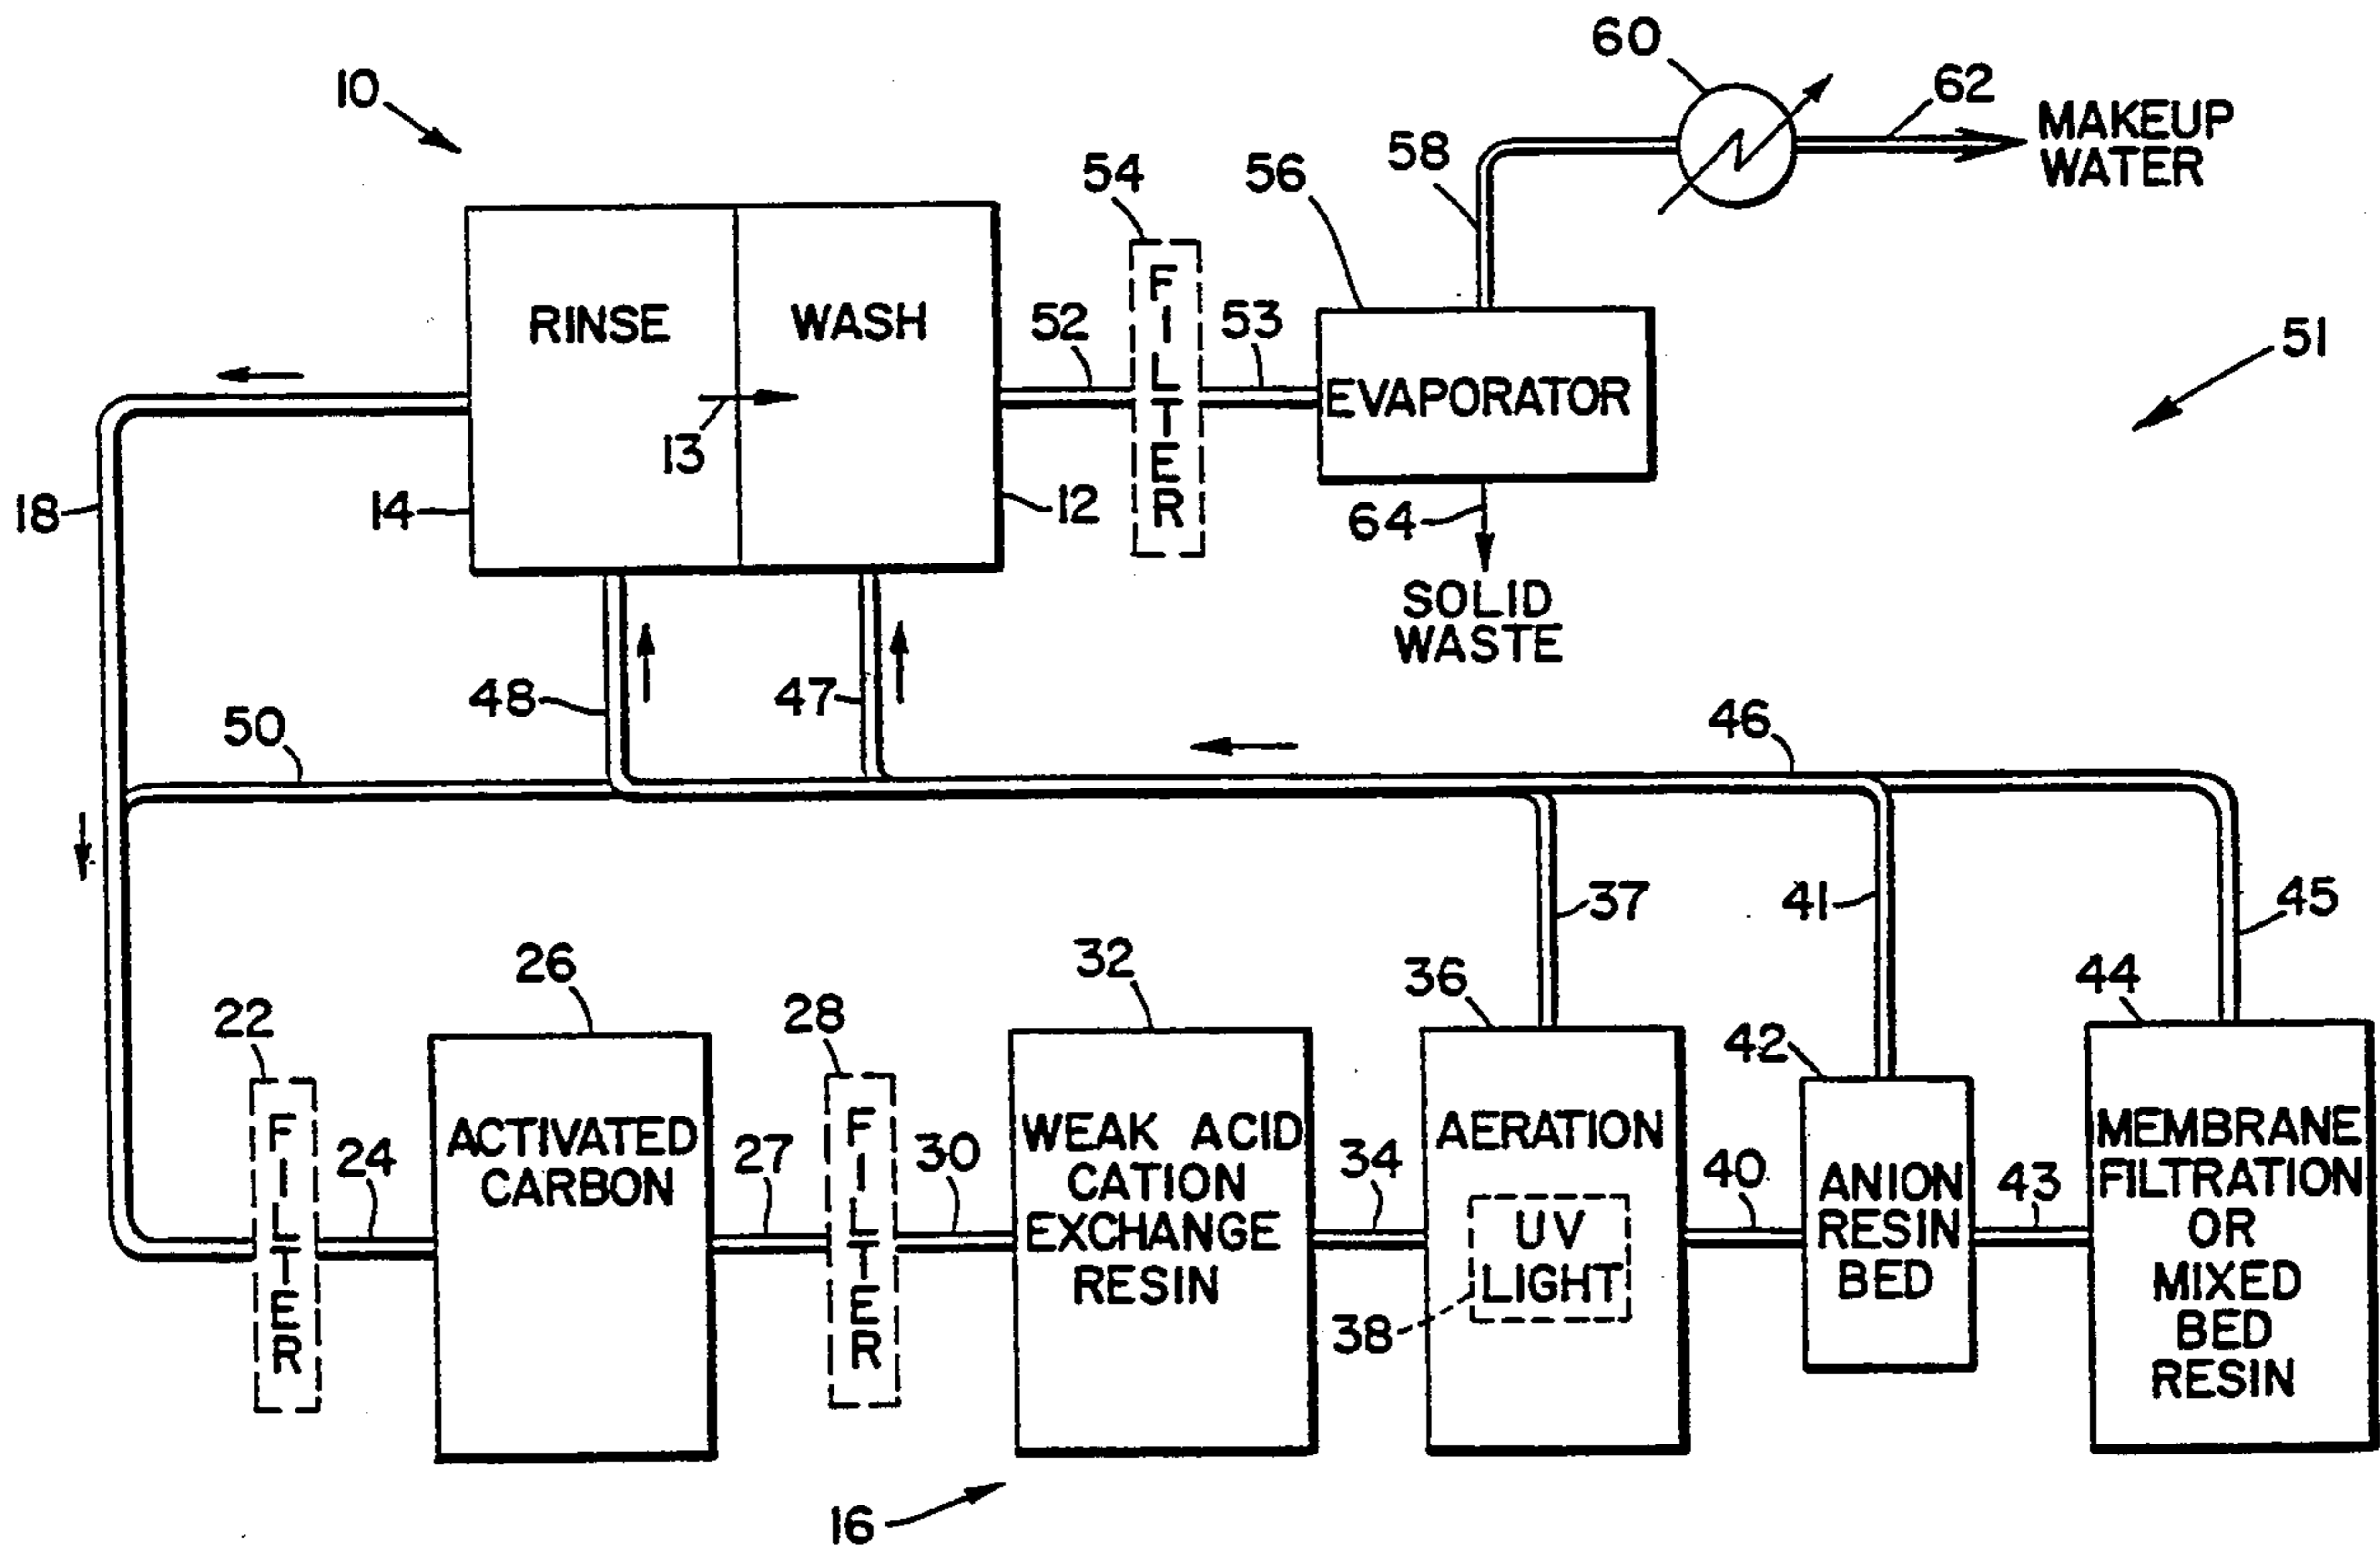 60
62
10
MAKEUP
WATER
58
54
56
51
RINSE
WASH
52
FILTER
53
EVAPORATOR
13
18
14
12
64
SOLID
WASTE
48
47
50
46
37
41
45
22
26
28
32
36
42
44
FILTER
24
ACTIVATED
CARBON
27
FILTER
30
WEAK ACID
CATION
EXCHANGE
RESIN
34
AERATION
UV
LIGHT
38
40
ANION
RESIN
BED
43
MEMBRANE
FILTRATION
OR
MIXED
BED
RESIN
16